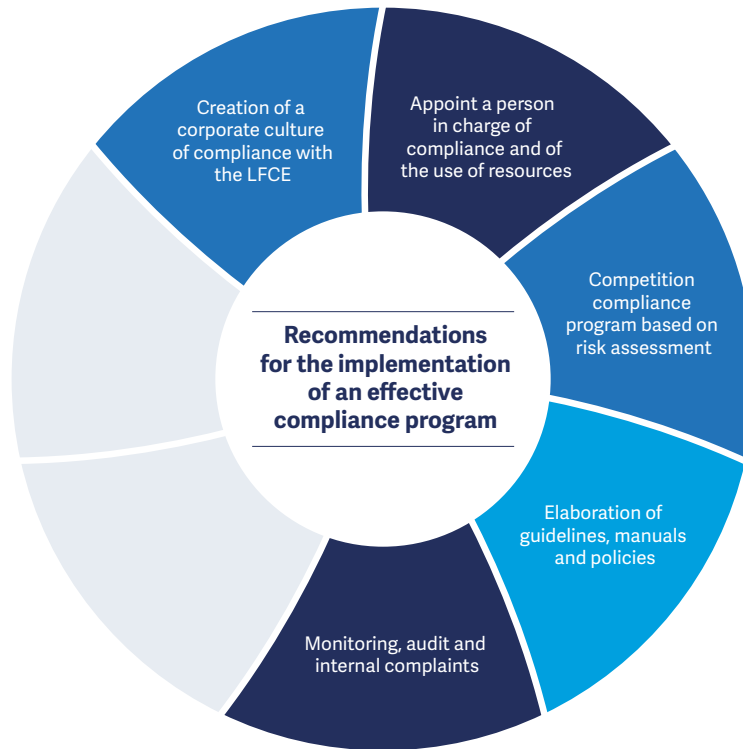 Creation of a
corporate culture
of compliance with
the LFCE
Appoint a person
in charge of
compliance and of
the use of resources
Competition
compliance
program based on
risk assessment
Recommendations
for the implementation
of an effective
compliance program
Elaboration of
guidelines, manuals
and policies
Monitoring, audit and
internal complaints